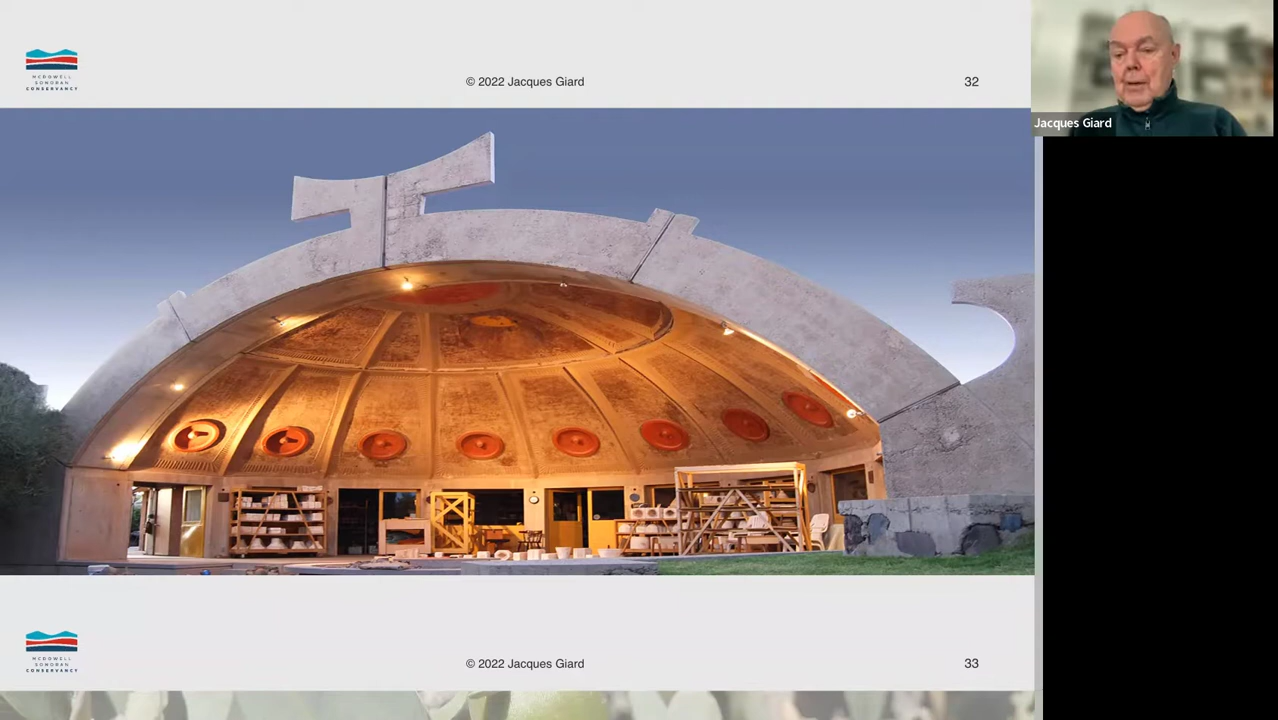 MCDOWELL
SONORAN
CONSERVANCY
© 2022 Jacques Giard
32
Jacques Giard
MCDOWELL
SONORAN
CONSERVANCY
© 2022 Jacques Giard
33